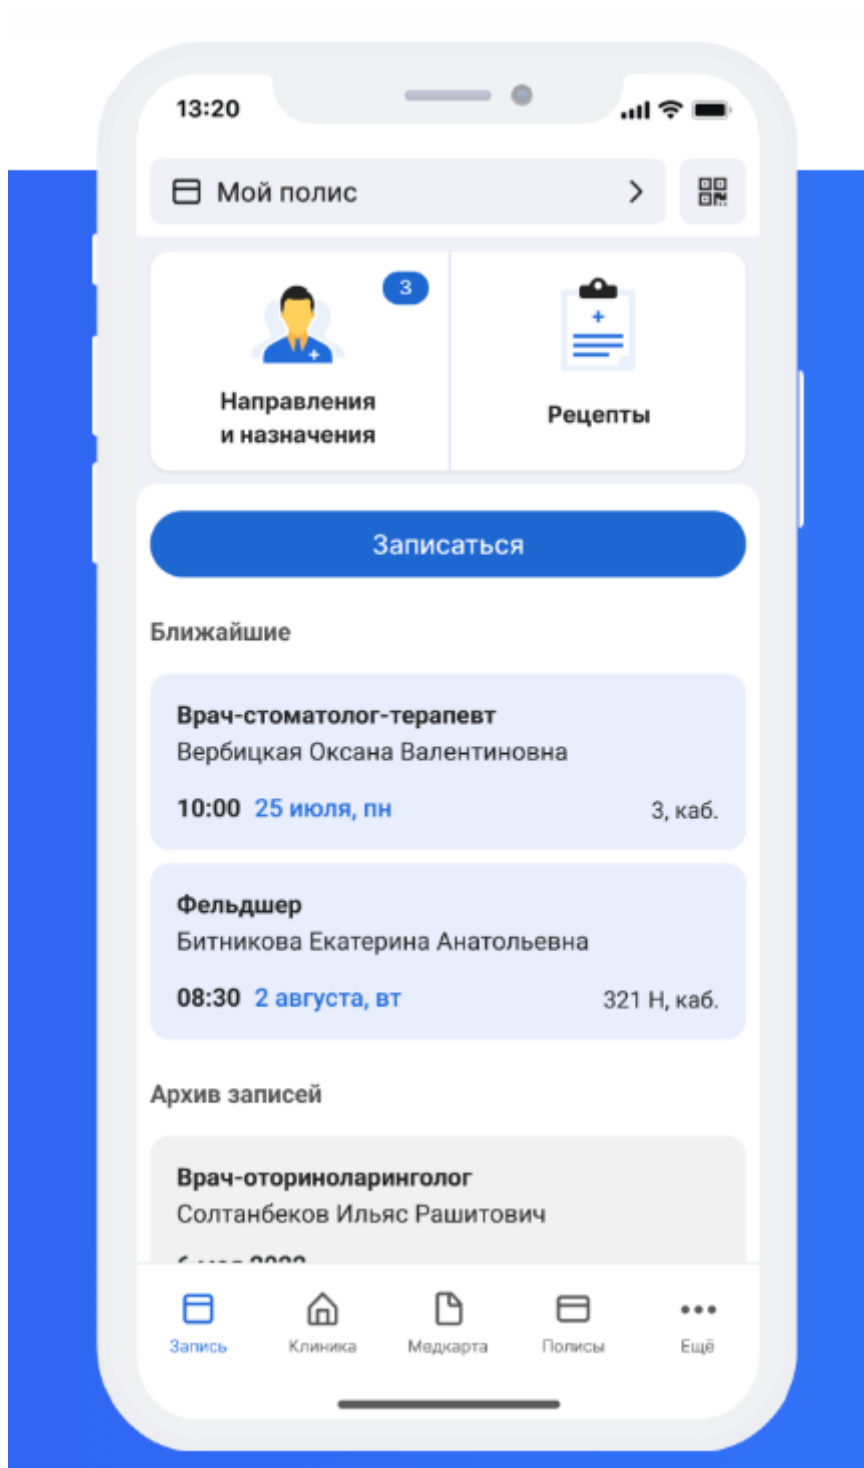 13:20
Мой полис
3
Направления
и назначения
Рецепты
Записаться
Ближайшие
Врач-стоматолог-терапевт
Вербицкая Оксана Валентиновна
10:00 25 июля, пн 3, каб.
Фельдшер
Битникова Екатерина Анатольевна
08:30 2 августа, вт 321 Н, каб.
Архив записей
Врач-оториноларинголог
Солтанбеков Ильяс Рашитович
Запись Клиника Медкарта Полисы Ещё